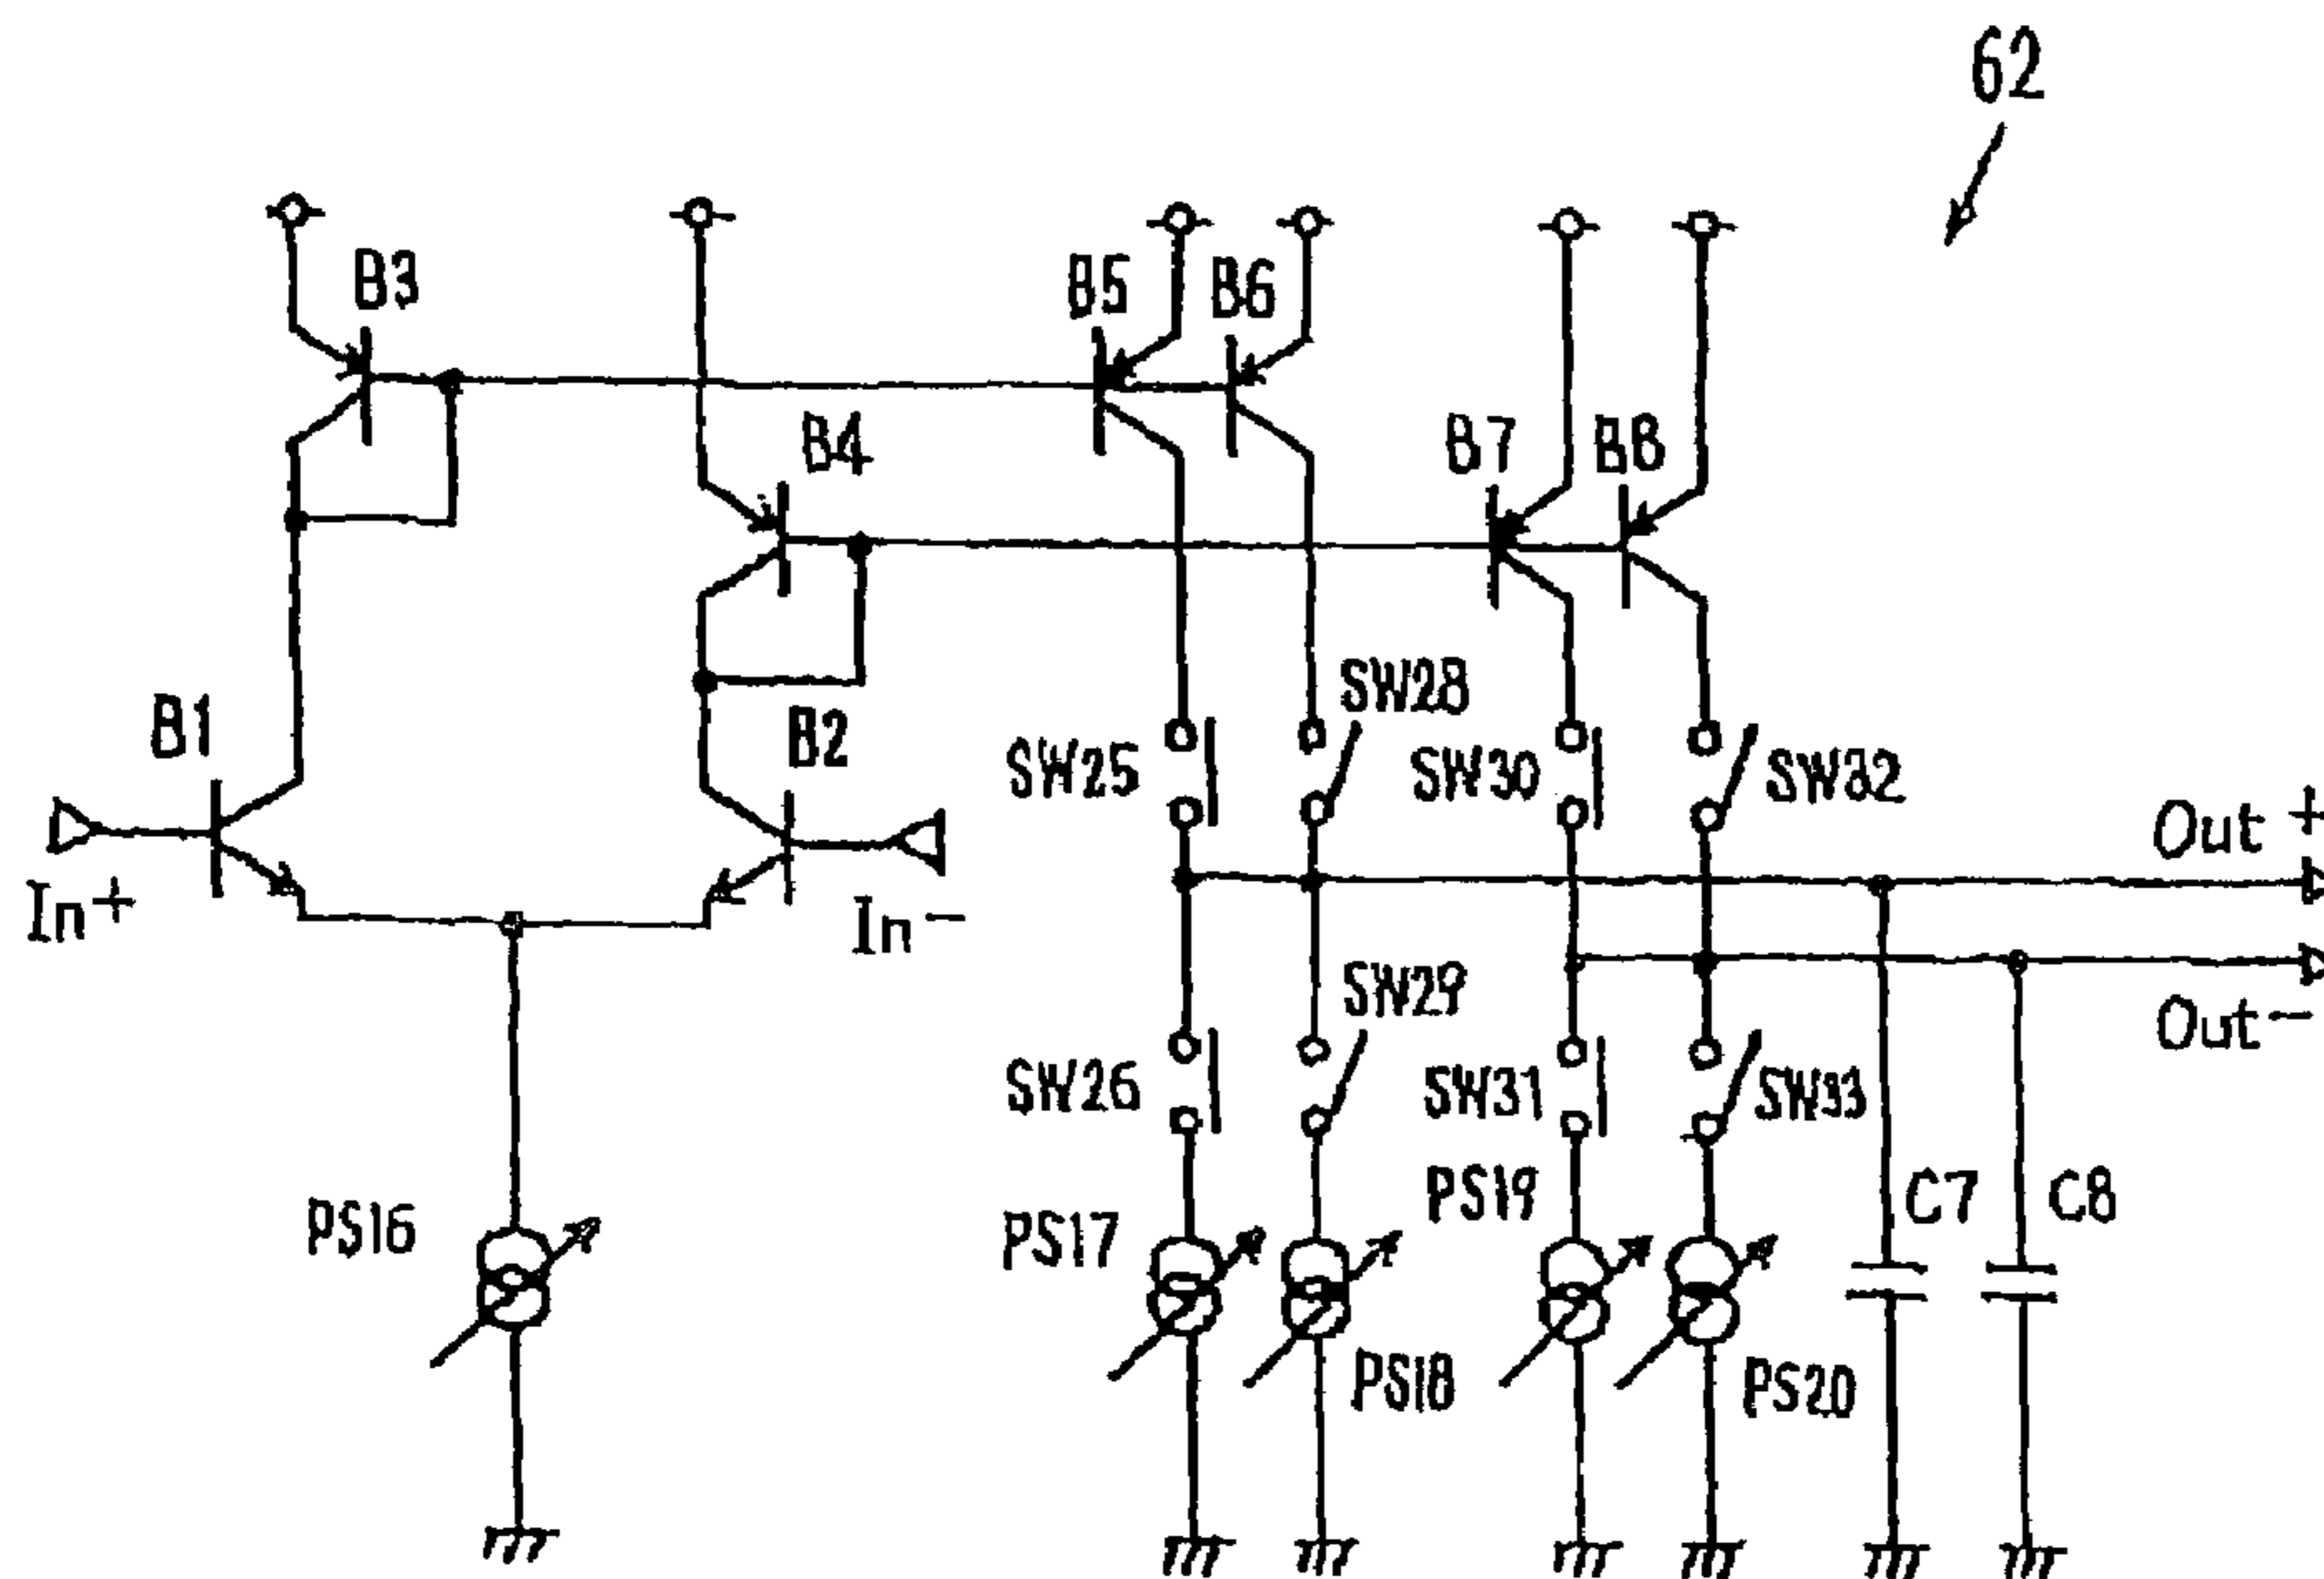 62
B3
B5
B6
B4
B7
B8
SW28
B1
B2
SW25
SW30
SW32
Out +
In+
In-
SW29
Out-
SW26
SW31
SW33
PS16
PS17
PS19
C7
C8
PS18
PS20